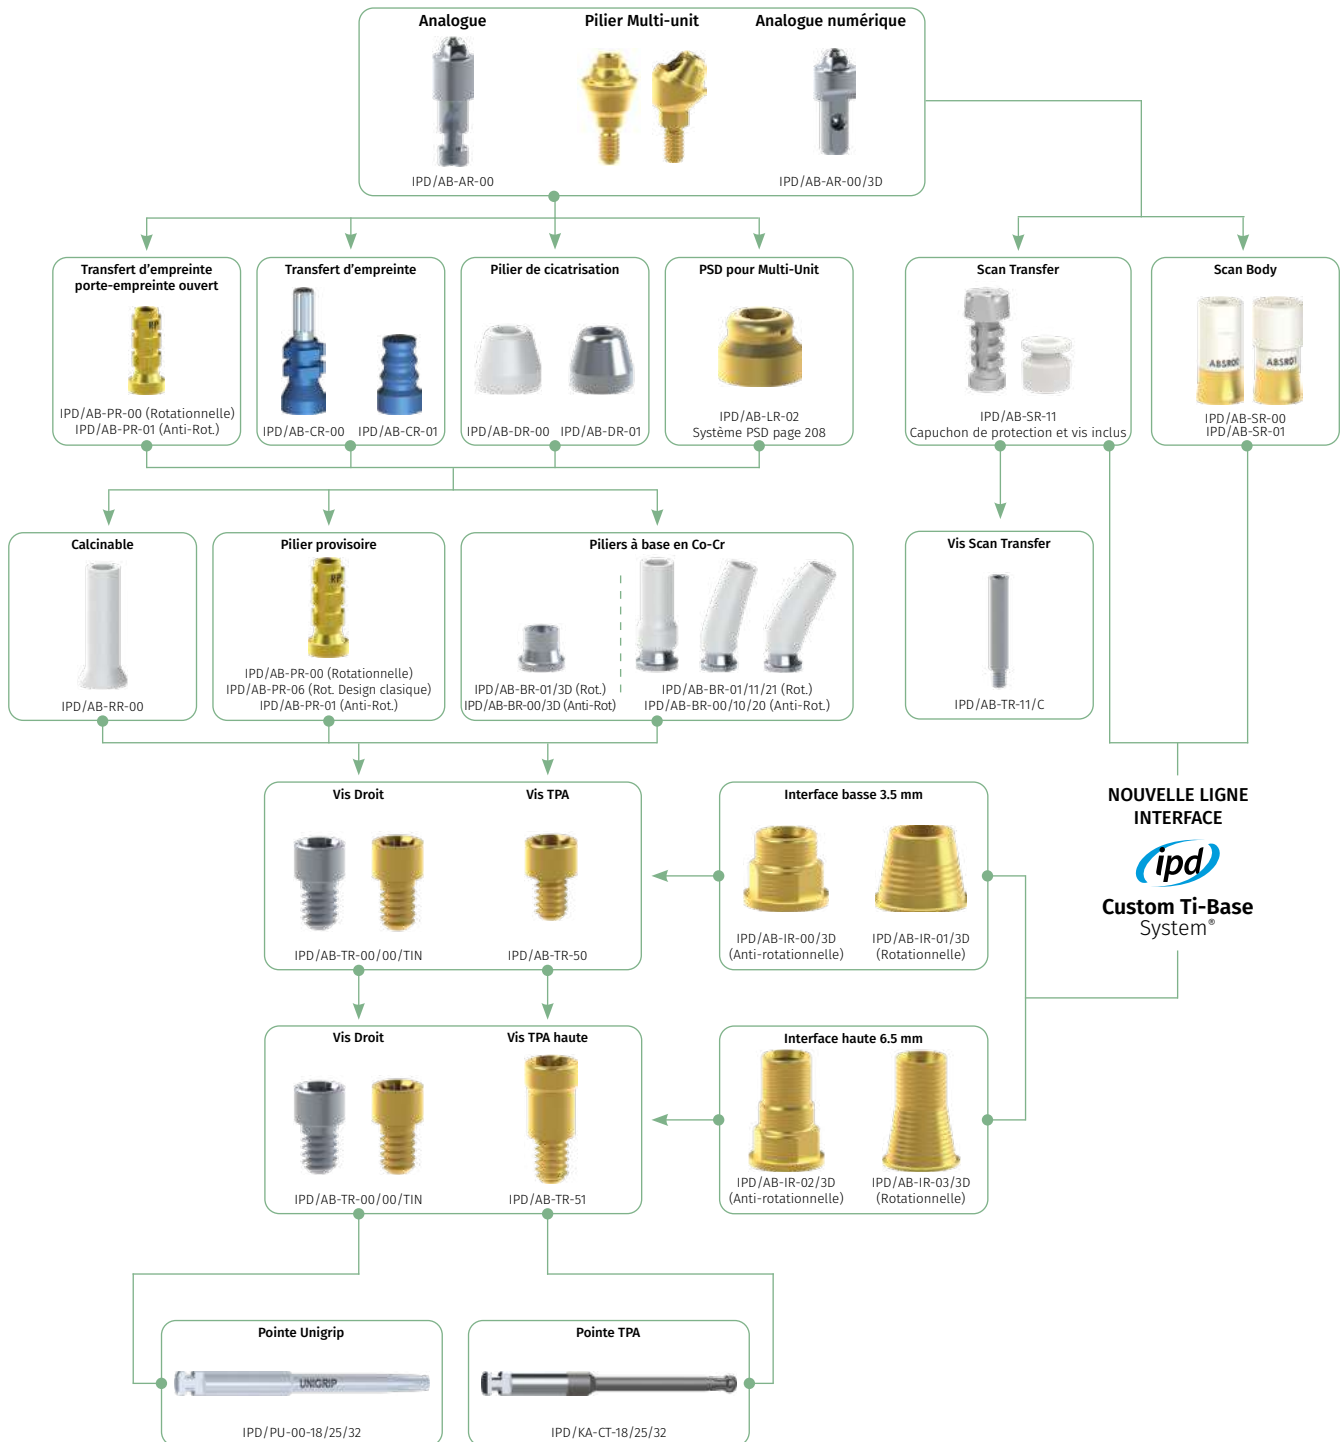 Analogue
Pilier Multi-unit
Analogue numérique
IPD/AB-AR-00
IPD/AB-AR-00/3D
Transfert d’empreinte
porte-empreinte ouvert
RP
IPD/AB-PR-00 (Rotationnelle)
IPD/AB-PR-01 (Anti-Rot.)
Transfert d’empreinte
IPD/AB-CR-00
IPD/AB-CR-01
Pilier de cicatrisation
IPD/AB-DR-00
IPD/AB-DR-01
PSD pour Multi-Unit
IPD/AB-LR-02
Système PSD page 208
Scan Transfer
IPD/AB-SR-11
Capuchon de protection et vis inclus
Scan Body
ABSR00
ABSR01
IPD/AB-SR-00
IPD/AB-SR-01
Calcinable
IPD/AB-RR-00
Pilier provisoire
RP
IPD/AB-PR-00 (Rotationnelle)
IPD/AB-PR-06 (Rot. Design clasique)
IPD/AB-PR-01 (Anti-Rot.)
Piliers à base en Co-Cr
IPD/AB-BR-01/3D (Rot.)
IPD/AB-BR-00/3D (Anti-Rot)
IPD/AB-BR-01/11/21 (Rot.)
IPD/AB-BR-00/10/20 (Anti-Rot.)
Vis Scan Transfer
IPD/AB-TR-11/C
Vis Droit
Vis TPA
IPD/AB-TR-00/00/TIN
IPD/AB-TR-50
Interface basse 3.5 mm
IPD/AB-IR-00/3D
(Anti-rotationnelle)
IPD/AB-IR-01/3D
(Rotationnelle)
NOUVELLE LIGNE
INTERFACE
ipd
Custom Ti-Base
System®
Vis Droit
Vis TPA haute
IPD/AB-TR-00/00/TIN
IPD/AB-TR-51
Interface haute 6.5 mm
IPD/AB-IR-02/3D
(Anti-rotationnelle)
IPD/AB-IR-03/3D
(Rotationnelle)
Pointe Unigrip
UNIGRIP
IPD/PU-00-18/25/32
Pointe TPA
IPD/KA-CT-18/25/32